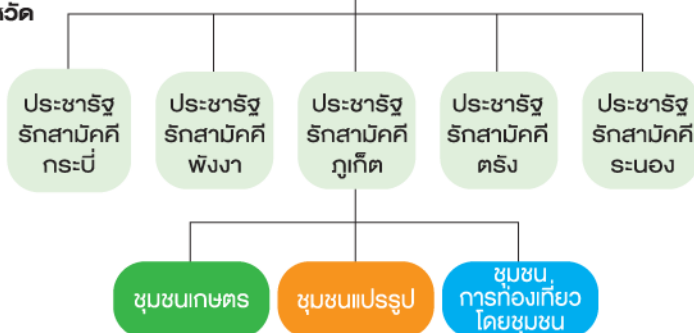 ประชารัฐ
รักสามัคคี
กระบี่
ประชารัฐ
รักสามัคคี
พังงา
ประชารัฐ
รักสามัคคี
ภูเก็ต
ประชารัฐ
รักสามัคคี
ตรัง
ประชารัฐ
รักสามัคคี
ระนอง
ชุมชนเกษตร
ชุมชนแปรรูป
ชุมชน
การท่องเที่ยว
โดยชุมชน